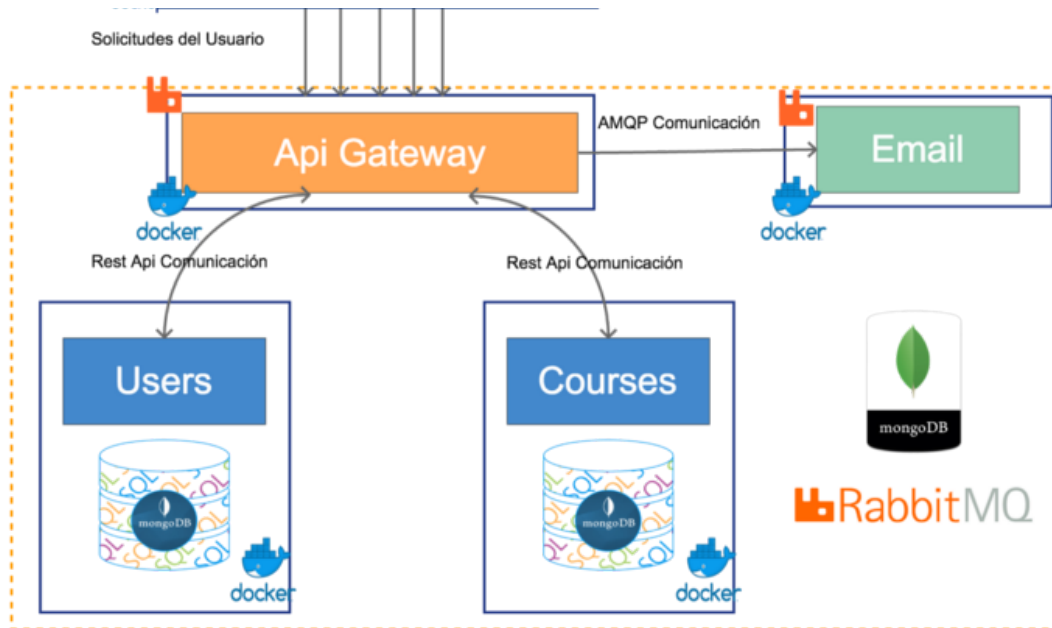 Solicitudes del Usuario
Api Gateway
AMQP Comunicación
Email
docker
docker
Rest Api Comunicación
Rest Api Comunicación
Users
Courses
mongoDB
mongoDB
mongoDB
RabbitMQ
docker
docker